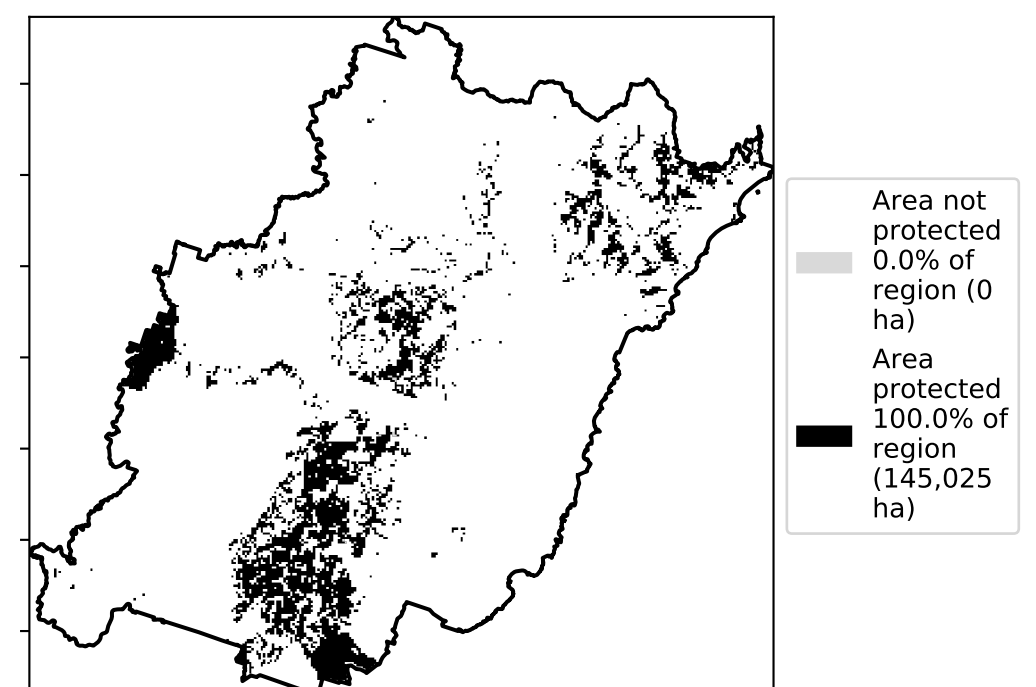 Area not
protected
0.0% of
region (0
ha)
Area
protected
100.0% of
region
(145,025
ha)